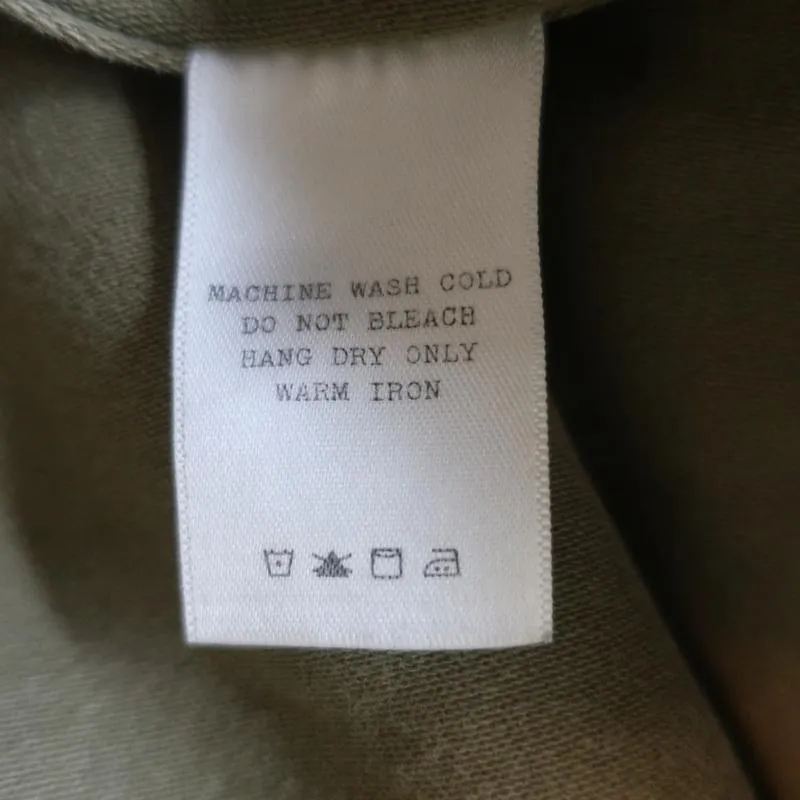 MACHINE WASH COLD
DO NOT BLEACH
HANG DRY ONLY
WARM IRON